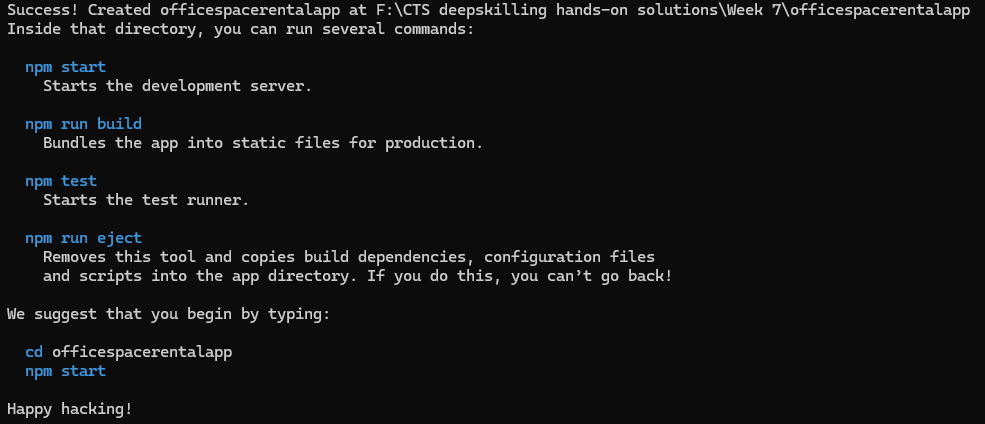 Success! Created officespacerentalapp at F:\CTS deepskilling hands-on solutions\Week 7\officespacerentalapp
Inside that directory, you can run several commands:
npm start
Starts the development server.
npm run build
Bundles the app into static files for production.
npm test
Starts the test runner.
npm run eject
Removes this tool and copies build dependencies, configuration files
and scripts into the app directory. If you do this, you can’t go back!
We suggest that you begin by typing:
cd officespacerentalapp
npm start
Happy hacking!